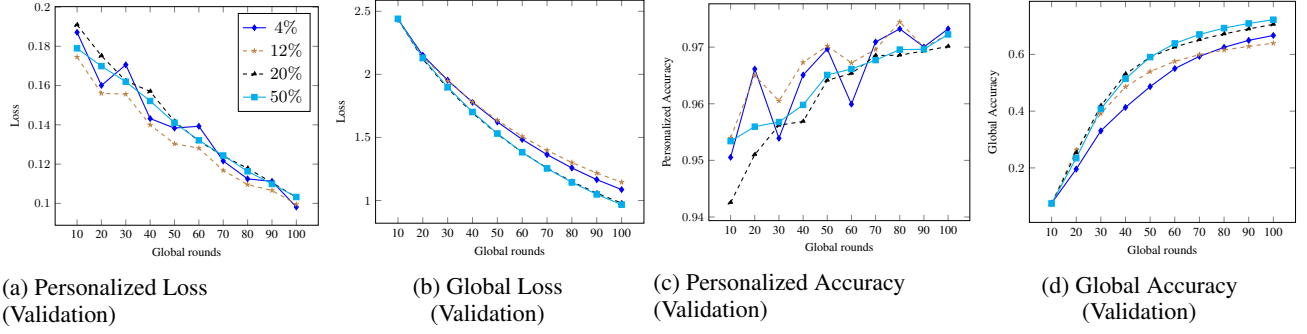 0.2
0.18
0.16
0.14
0.12
0.1
Loss
4%
12%
20%
50%
10 20 30 40 50 60 70 80 90 100
Global rounds
(a) Personalized Loss
(Validation)
2.5
2
1.5
1
Loss
10 20 30 40 50 60 70 80 90 100
Global rounds
(b) Global Loss
(Validation)
0.97
0.96
0.95
0.94
Personalized Accuracy
10 20 30 40 50 60 70 80 90 100
Global rounds
(c) Personalized Accuracy
(Validation)
0.6
0.4
0.2
Global Accuracy
10 20 30 40 50 60 70 80 90 100
Global rounds
(d) Global Accuracy
(Validation)